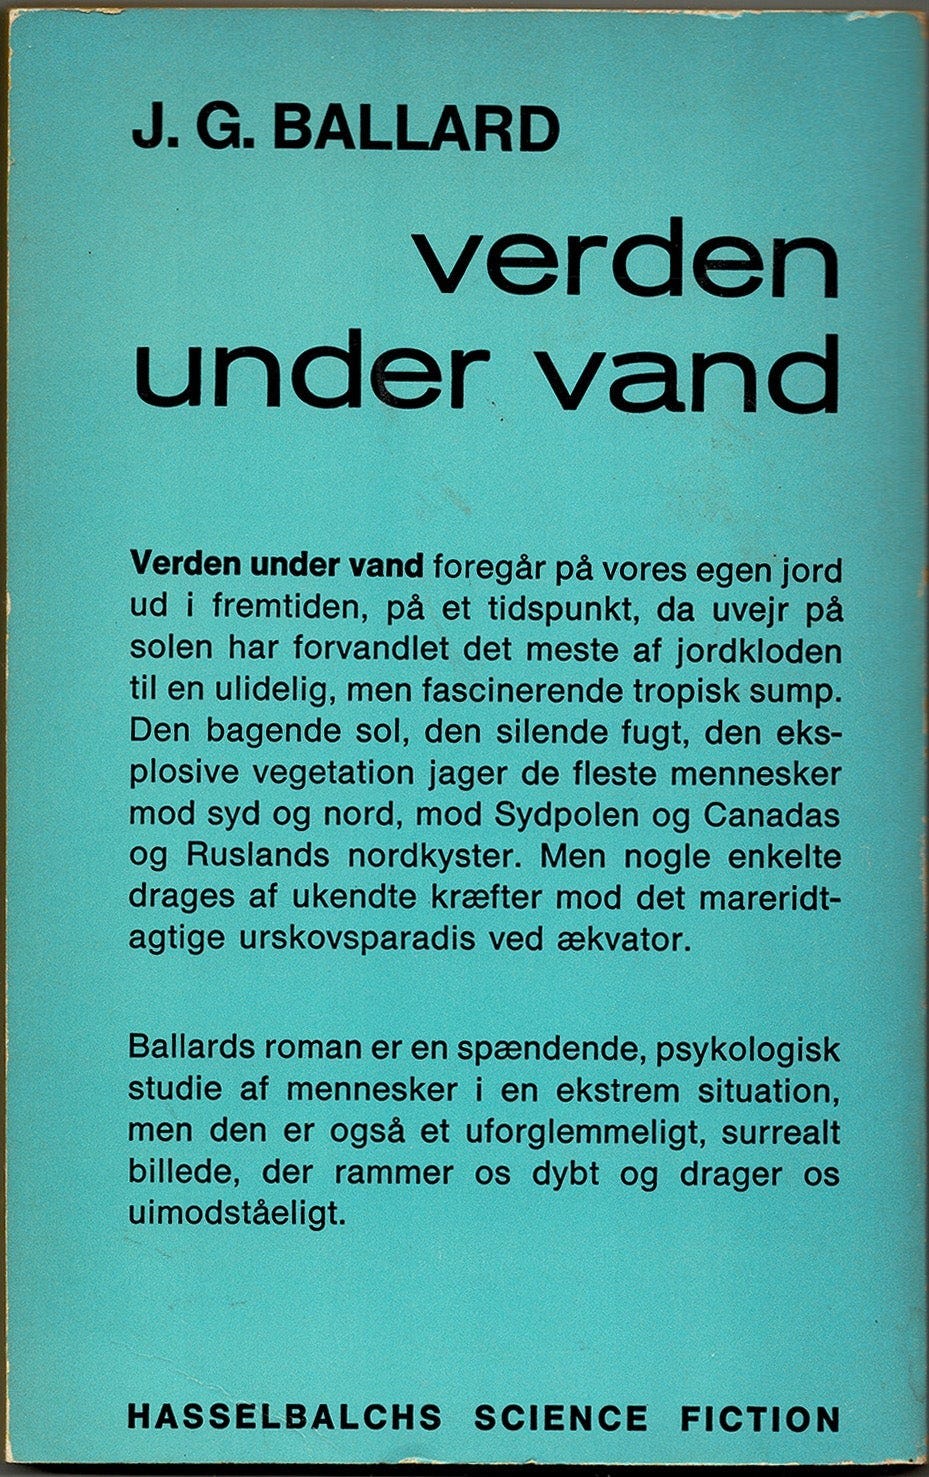 J. G. BALLARD
verden
under vand
Verden under vand foregår på vores egen jord
ud i fremtiden, på et tidspunkt, da uvejr på
solen har forvandlet det meste af jordkloden
til en ulidelig, men fascinerende tropisk sump.
Den bagende sol, den silende fugt, den eks-
plosive vegetation jager de fleste mennesker
mod syd og nord, mod Sydpolen og Canadas
og Ruslands nordkyster. Men nogle enkelte
drages af ukendte kræfter mod det mareridt-
agtige urskovsparadis ved ækvator.
Ballards roman er en spændende, psykologisk
studie af mennesker i en ekstrem situation,
men den er også et uforglemmeligt, surrealt
billede, der rammer os dybt og drager os
uimodståeligt.
HASSELBALCHS SCIENCE FICTION